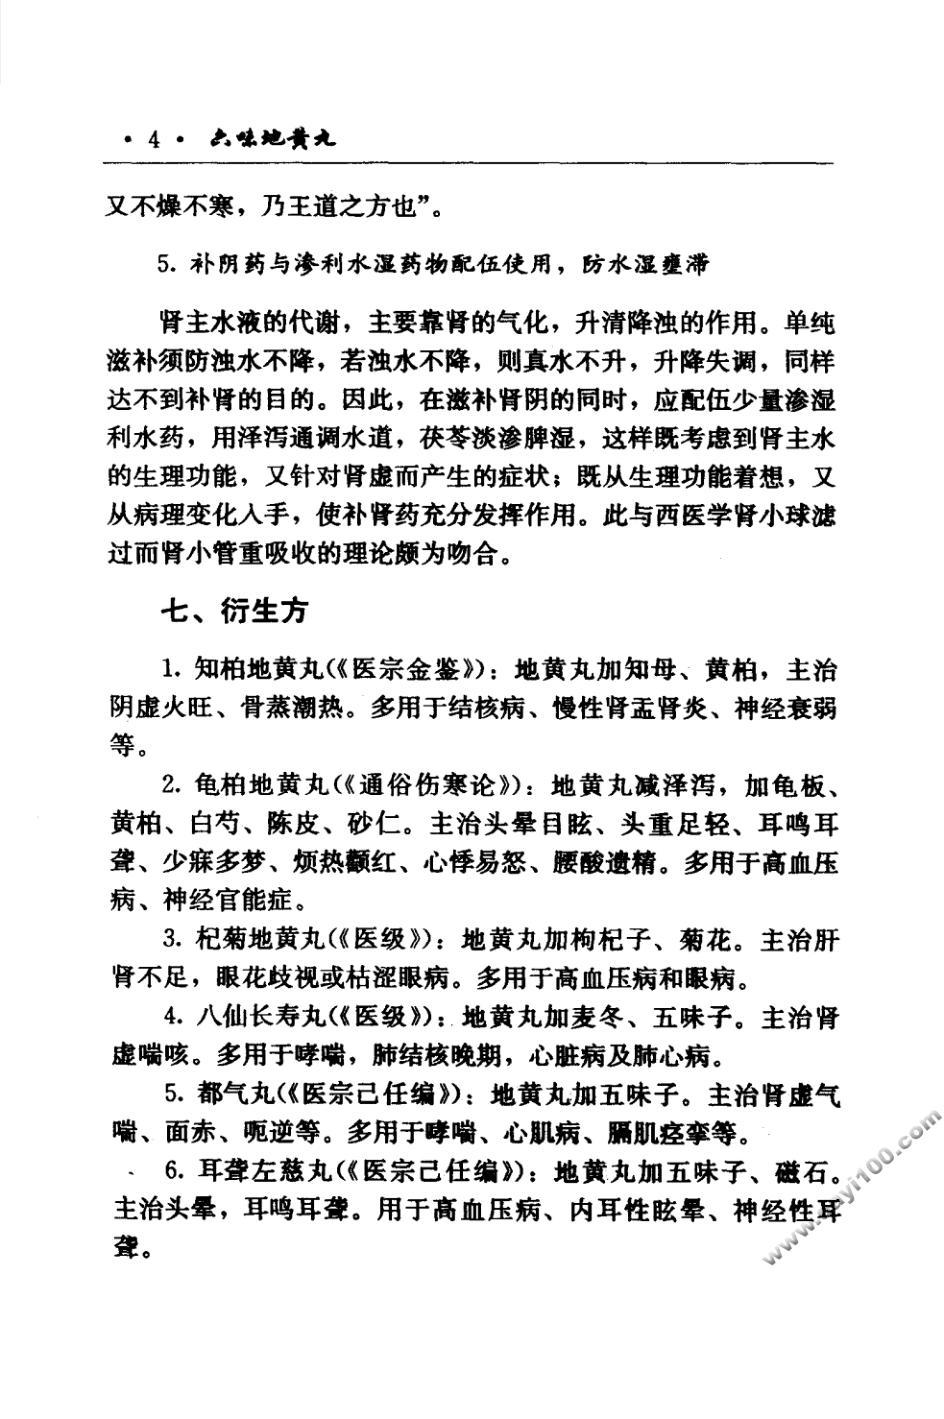 · 4 · 六味地黄丸
又不燥不寒，乃王道之方也”。
5. 补阴药与渗利水湿药物配伍使用，防水湿壅滞
肾主水液的代谢，主要靠肾的气化，升清降浊的作用。单纯
滋补须防浊水不降，若浊水不降，则真水不升，升降失调，同样
达不到补肾的目的。因此，在滋补肾阴的同时，应配伍少量渗湿
利水药，用泽泻通调水道，茯苓淡渗脾湿，这样既考虑到肾主水
的生理功能，又针对肾虚而产生的症状；既从生理功能着想，又
从病理变化入手，使补肾药充分发挥作用。此与西医学肾小球滤
过而肾小管重吸收的理论颇为吻合。
七、衍生方
1. 知柏地黄丸(《医宗金鉴》)：地黄丸加知母、黄柏，主治
阴虚火旺、骨蒸潮热。多用于结核病、慢性肾盂肾炎、神经衰弱
等。
2. 龟柏地黄丸(《通俗伤寒论》)：地黄丸减泽泻，加龟板、
黄柏、白芍、陈皮、砂仁。主治头晕目眩、头重足轻、耳鸣耳
聋、少寐多梦、烦热颧红、心悸易怒、腰酸遗精。多用于高血压
病、神经官能症。
3. 杞菊地黄丸(《医级》)：地黄丸加枸杞子、菊花。主治肝
肾不足，眼花歧视或枯涩眼病。多用于高血压病和眼病。
4. 八仙长寿丸(《医级》)：地黄丸加麦冬、五味子。主治肾
虚喘咳。多用于哮喘，肺结核晚期，心脏病及肺心病。
5. 都气丸(《医宗己任编》)：地黄丸加五味子。主治肾虚气
喘、面赤、呃逆等。多用于哮喘、心肌病、膈肌痉挛等。
6. 耳聋左慈丸(《医宗己任编》)：地黄丸加五味子、磁石。
主治头晕，耳鸣耳聋。用于高血压病、内耳性眩晕、神经性耳
聋。